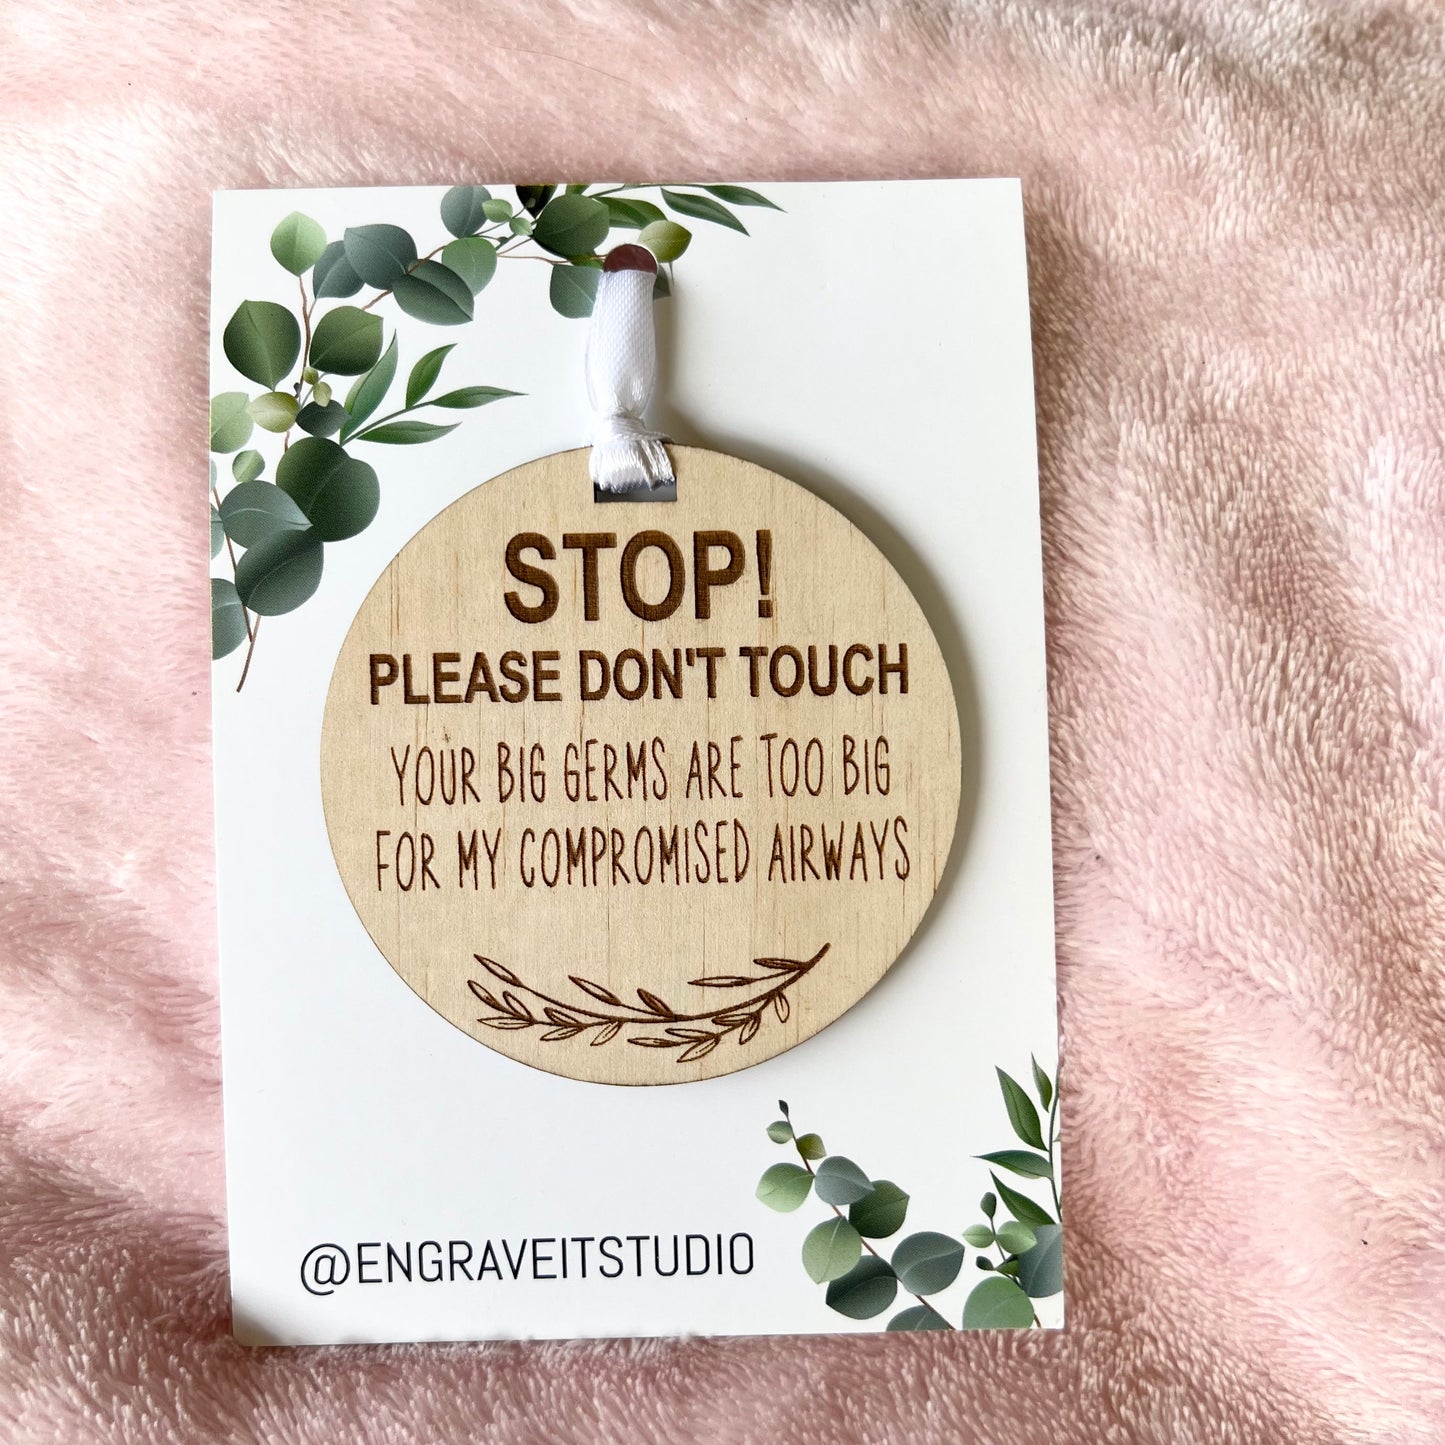 STOP!
PLEASE DON'T TOUCH
YOUR BIG GERMS ARE TOO BIG
FOR MY COMPROMISED AIRWAYS
@ENGRAVEITSTUDIO